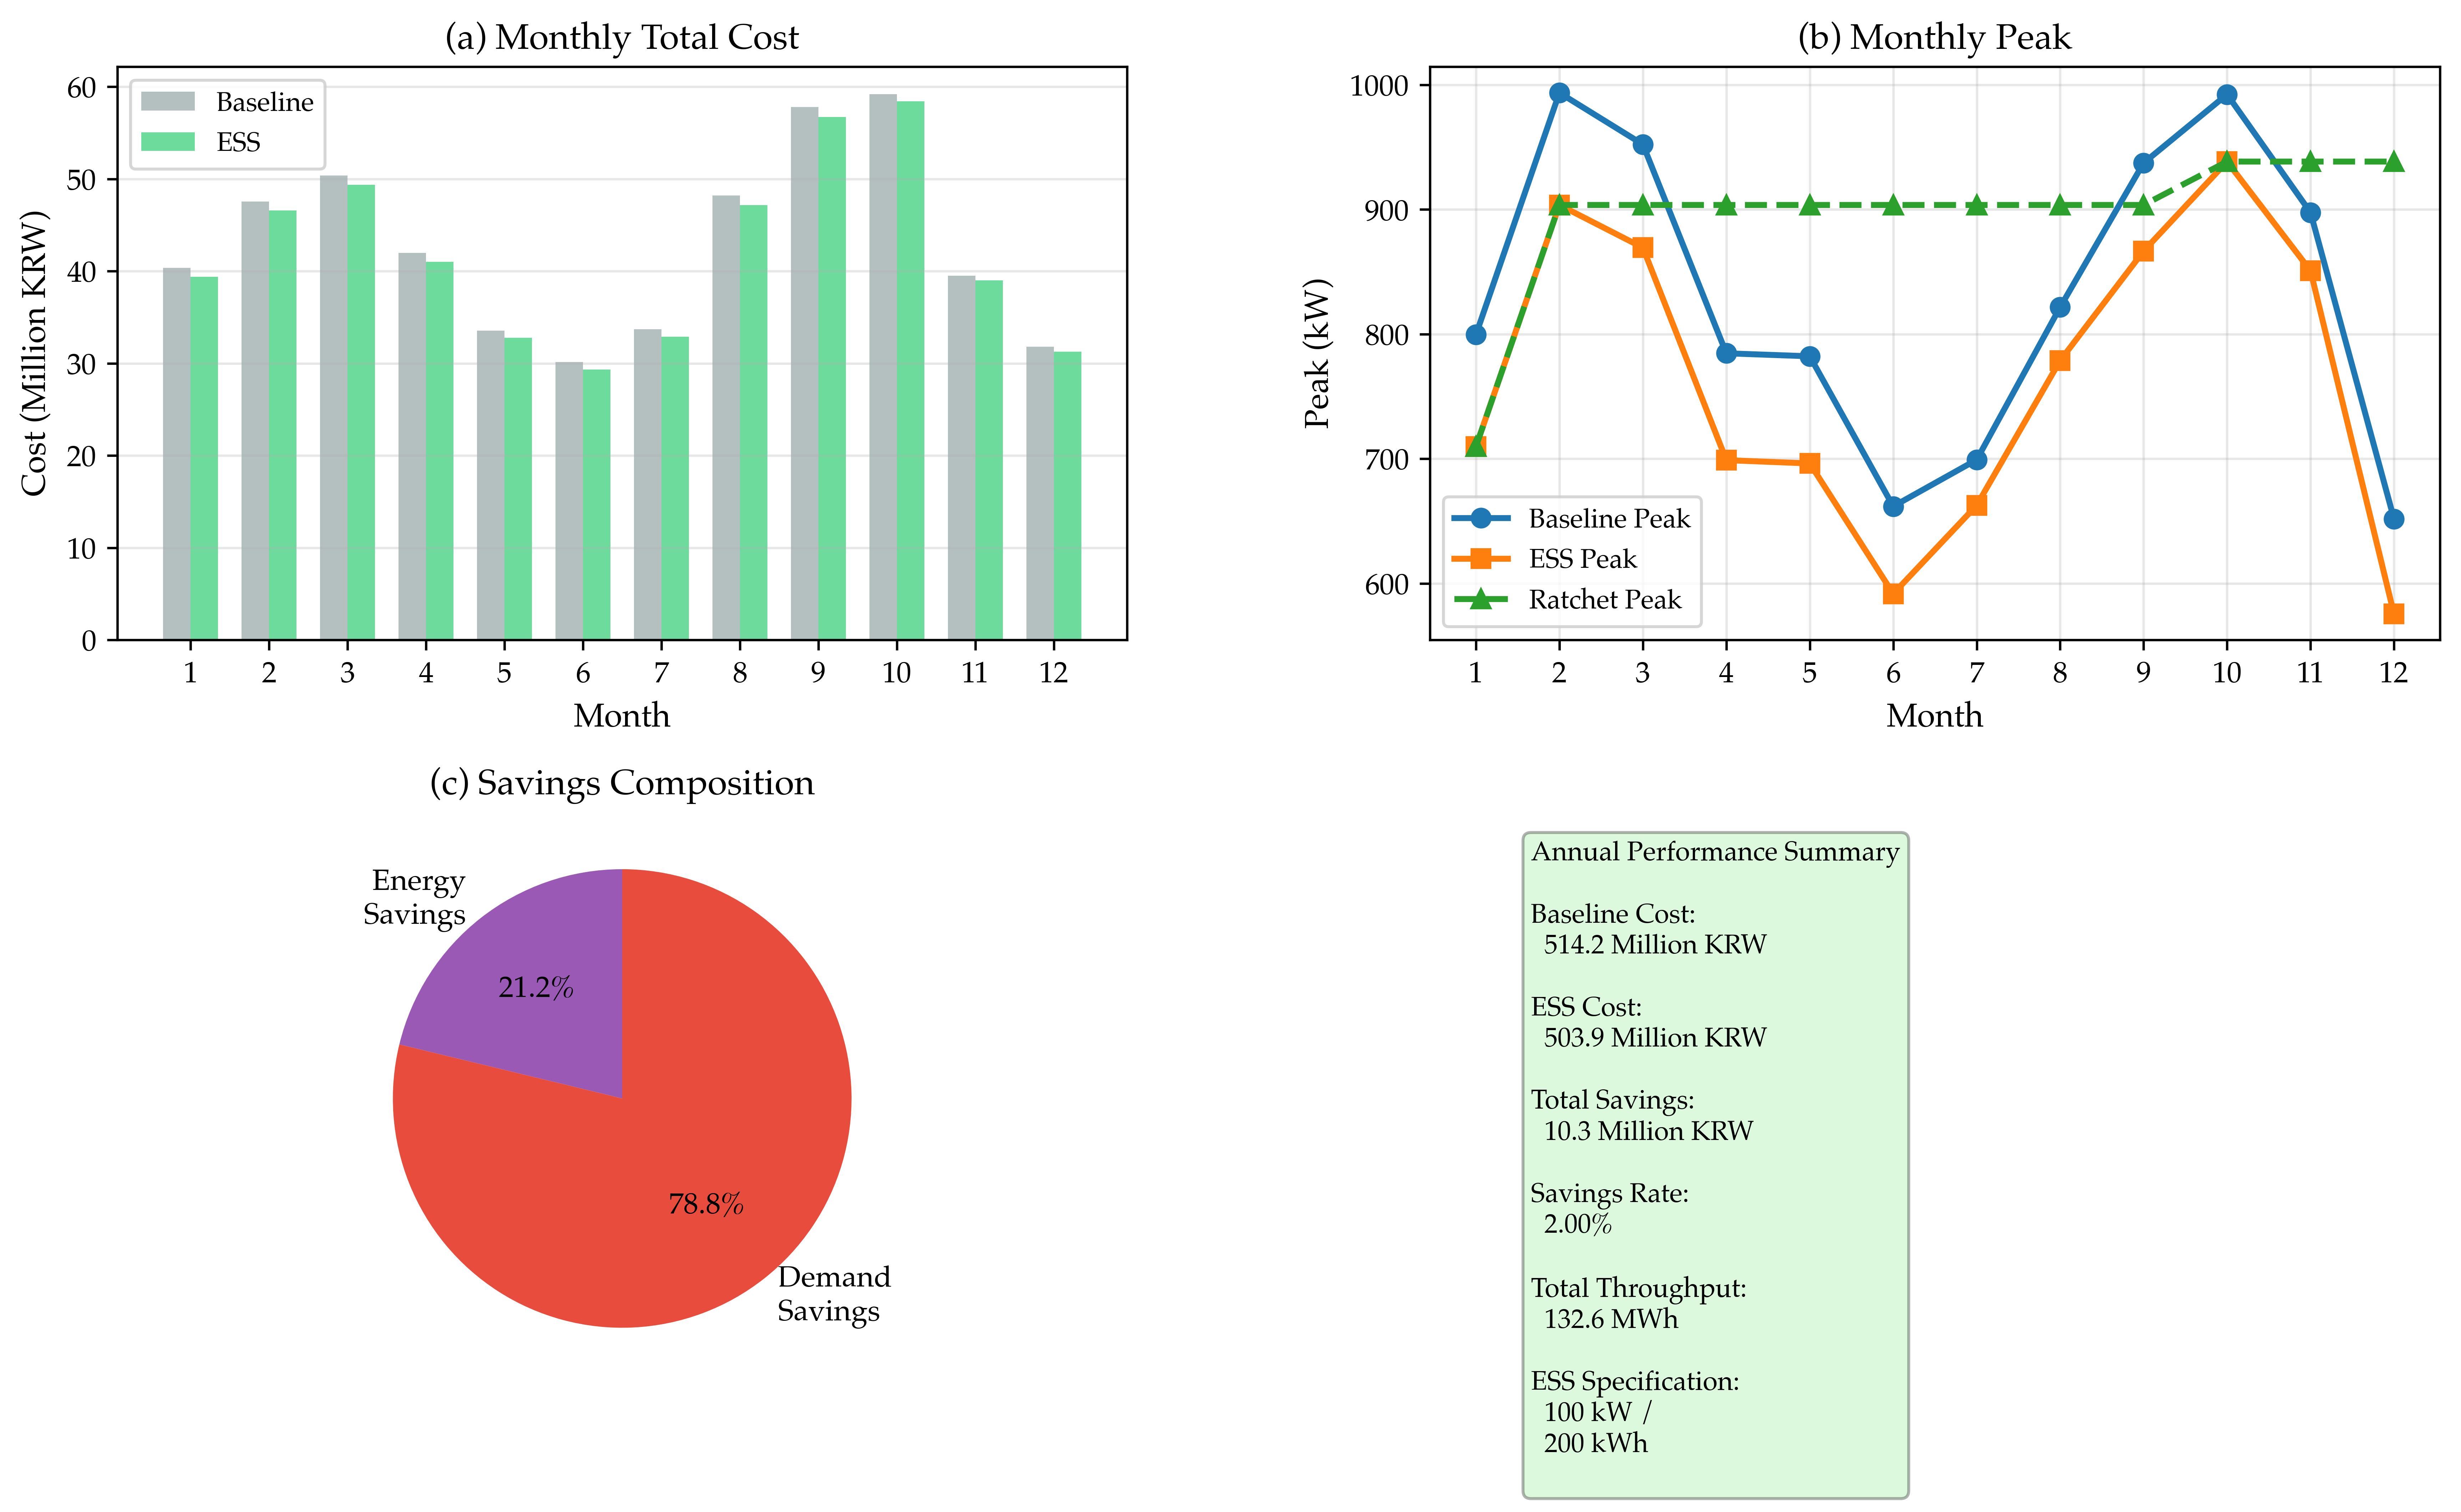 (a) Monthly Total Cost
Cost (Million KRW)
60
50
40
30
20
10
0
Baseline
ESS
1 2 3 4 5 6 7 8 9 10 11 12
Month
(b) Monthly Peak
Peak (kW)
1000
900
800
700
600
Baseline Peak
ESS Peak
Ratchet Peak
1 2 3 4 5 6 7 8 9 10 11 12
Month
(c) Savings Composition
Energy
Savings
21.2%
78.8%
Demand
Savings
Annual Performance Summary
Baseline Cost:
514.2 Million KRW
ESS Cost:
503.9 Million KRW
Total Savings:
10.3 Million KRW
Savings Rate:
2.00%
Total Throughput:
132.6 MWh
ESS Specification:
100 kW /
200 kWh